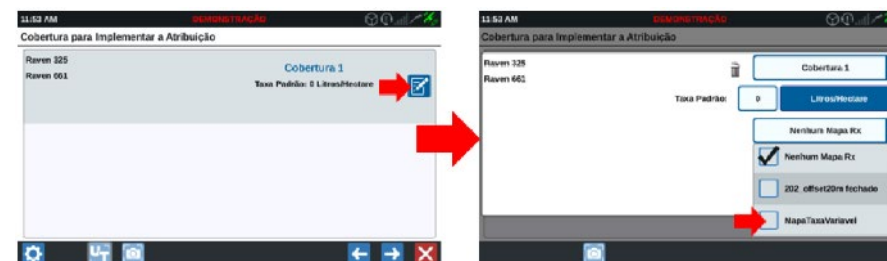 11:53 AM
DEMONSTRAÇÃO
Cobertura para Implementar a Atribuição
Raven 325
Raven 661
Cobertura 1
Taxa Padrão: 0 Litros/Hectare
UT
11:53 AM
DEMONSTRAÇÃO
Cobertura para Implementar a Atribuição
Raven 325
Raven 661
Cobertura 1
Taxa Padrão:
0
Litros/Hectare
Nenhum Mapa Rx
Nenhum Mapa Rx
202_offset20m fechado
NapaTaxaVariavel